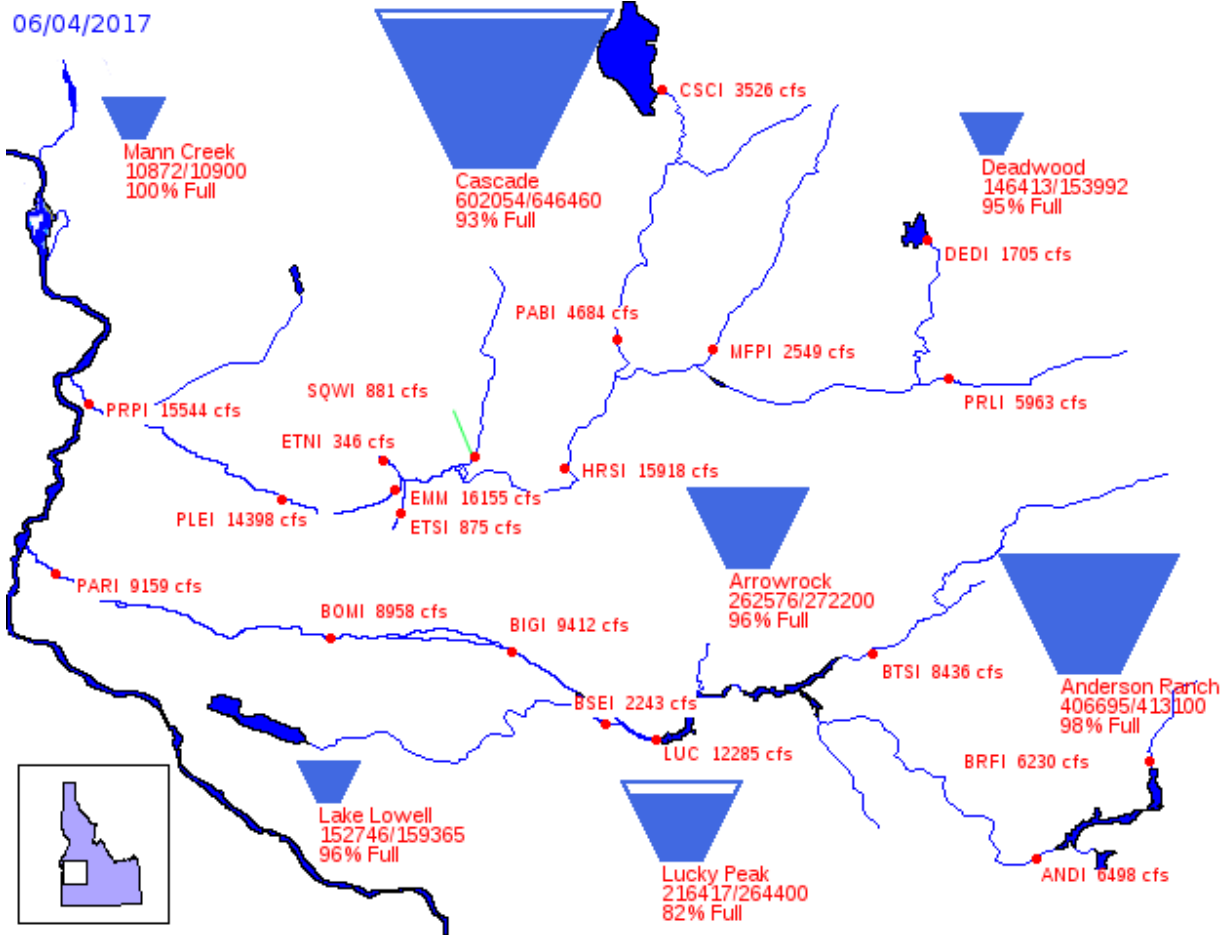 06/04/2017
CSCI 3526 cfs
Mann Creek
10872/10900
100% Full
Cascade
602054/646460
93% Full
Deadwood
146413/153992
95% Full
DEDI 1705 cfs
PABI 4684 cfs
MFPI 2549 cfs
SQWI 881 cfs
PRLI 5963 cfs
PRPI 15544 cfs
ETNI 346 cfs
HRSI 15918 cfs
EMM 16155 cfs
PLEI 14398 cfs
ETSI 875 cfs
Arrowrock
262576/272200
96% Full
PARI 9159 cfs
BOMI 8958 cfs
BIGI 9412 cfs
BTSI 8436 cfs
Anderson Ranch
406695/413100
98% Full
BSEI 2243 cfs
LUC 12285 cfs
BRFI 6230 cfs
Lake Lowell
152746/159365
96% Full
Lucky Peak
216417/264400
82% Full
ANDI 6498 cfs